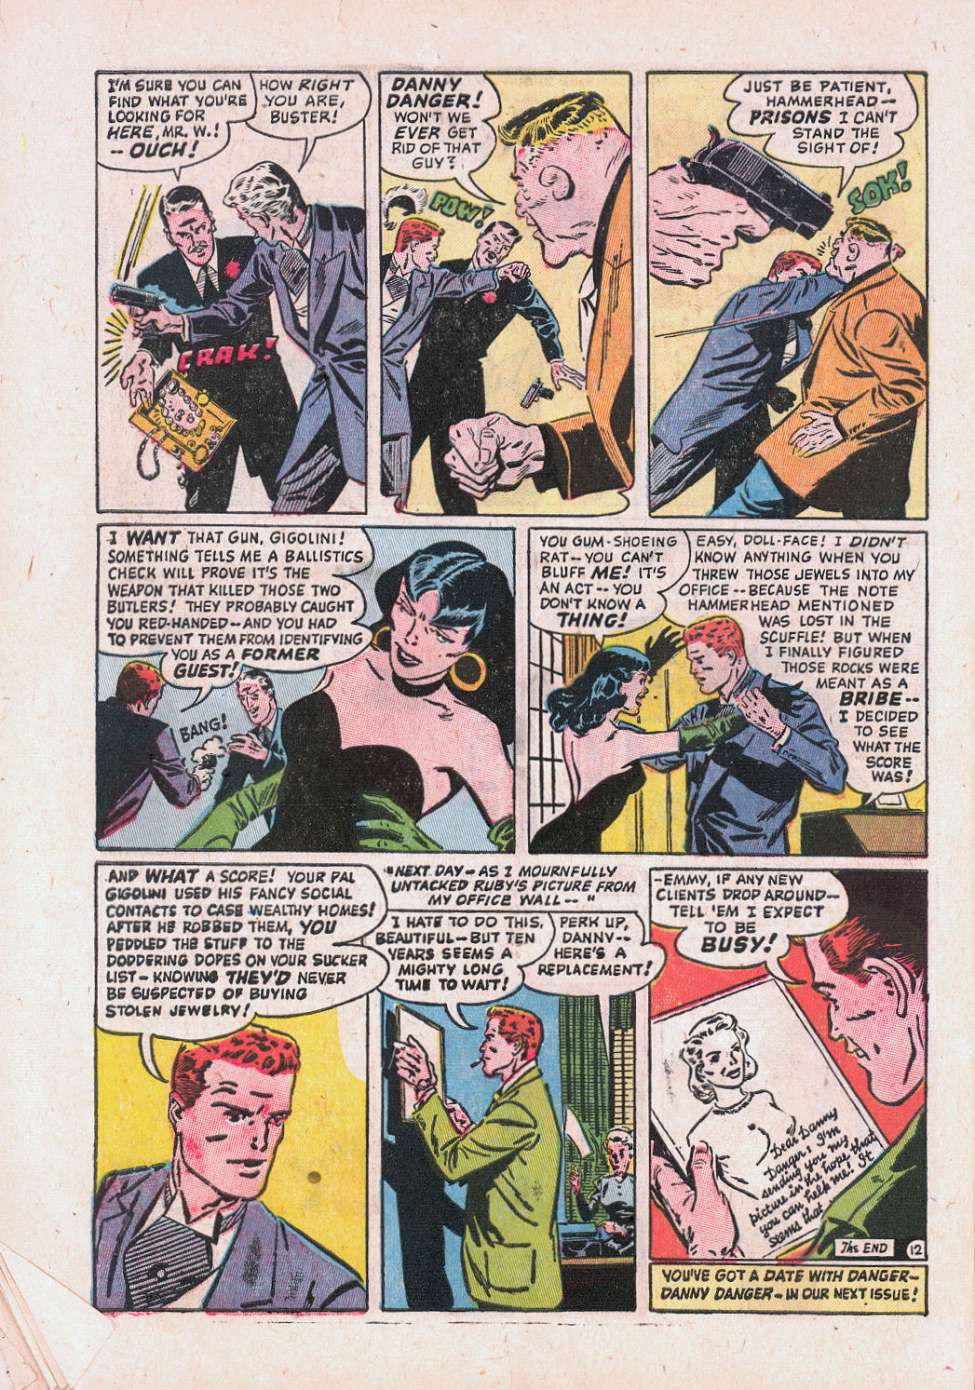 I'M SURE YOU CAN
FIND WHAT YOU'RE
LOOKING FOR
HERE, MR. W.!
-- OUCH!
HOW RIGHT
YOU ARE,
BUSTER!
CRAK!
DANNY
DANGER!
WON'T WE
EVER GET
RID OF THAT
GUY?
POW!
JUST BE PATIENT,
HAMMERHEAD--
PRISONS I CAN'T
STAND THE
SIGHT OF!
SOK!
I WANT THAT GUN, GIGOLINI!
SOMETHING TELLS ME A BALLISTICS
CHECK WILL PROVE IT'S THE
WEAPON THAT KILLED THOSE TWO
BUTLERS! THEY PROBABLY CAUGHT
YOU RED-HANDED--AND YOU HAD
TO PREVENT THEM FROM IDENTIFYING
YOU AS A FORMER
GUEST!
BANG!
YOU GUM-SHOEING
RAT--YOU CAN'T
BLUFF ME! IT'S
AN ACT--YOU
DON'T KNOW A
THING!
EASY, DOLL-FACE! I DIDN'T
KNOW ANYTHING WHEN YOU
THREW THOSE JEWELS INTO MY
OFFICE--BECAUSE THE NOTE
HAMMERHEAD MENTIONED
WAS LOST IN THE
SCUFFLE! BUT WHEN
I FINALLY FIGURED
THOSE ROCKS WERE
MEANT AS A
BRIBE--
I DECIDED
TO SEE
WHAT THE
SCORE
WAS!
AND WHAT A SCORE! YOUR PAL
GIGOLINI USED HIS FANCY SOCIAL
CONTACTS TO CASE WEALTHY HOMES!
AFTER HE ROBBED THEM, YOU
PEDDLED THE STUFF TO THE
DODDERING DOPES ON YOUR SUCKER
LIST--KNOWING THEY'D NEVER
BE SUSPECTED OF BUYING
STOLEN JEWELRY!
"NEXT DAY--AS I MOURNFULLY
UNTACKED RUBY'S PICTURE FROM
MY OFFICE WALL--"
I HATE TO DO THIS,
BEAUTIFUL--BUT TEN
YEARS SEEMS A
MIGHTY LONG
TIME TO WAIT!
PERK UP,
DANNY--
HERE'S A
REPLACEMENT!
-EMMY, IF ANY NEW
CLIENTS DROP AROUND--
TELL 'EM I EXPECT
TO BE
BUSY!
Dear Danny
Danger; I'm
sending you my
picture in the hope that
you can help me! It
seems that
The END
12
YOU'VE GOT A DATE WITH DANGER--
DANNY DANGER--IN OUR NEXT ISSUE!